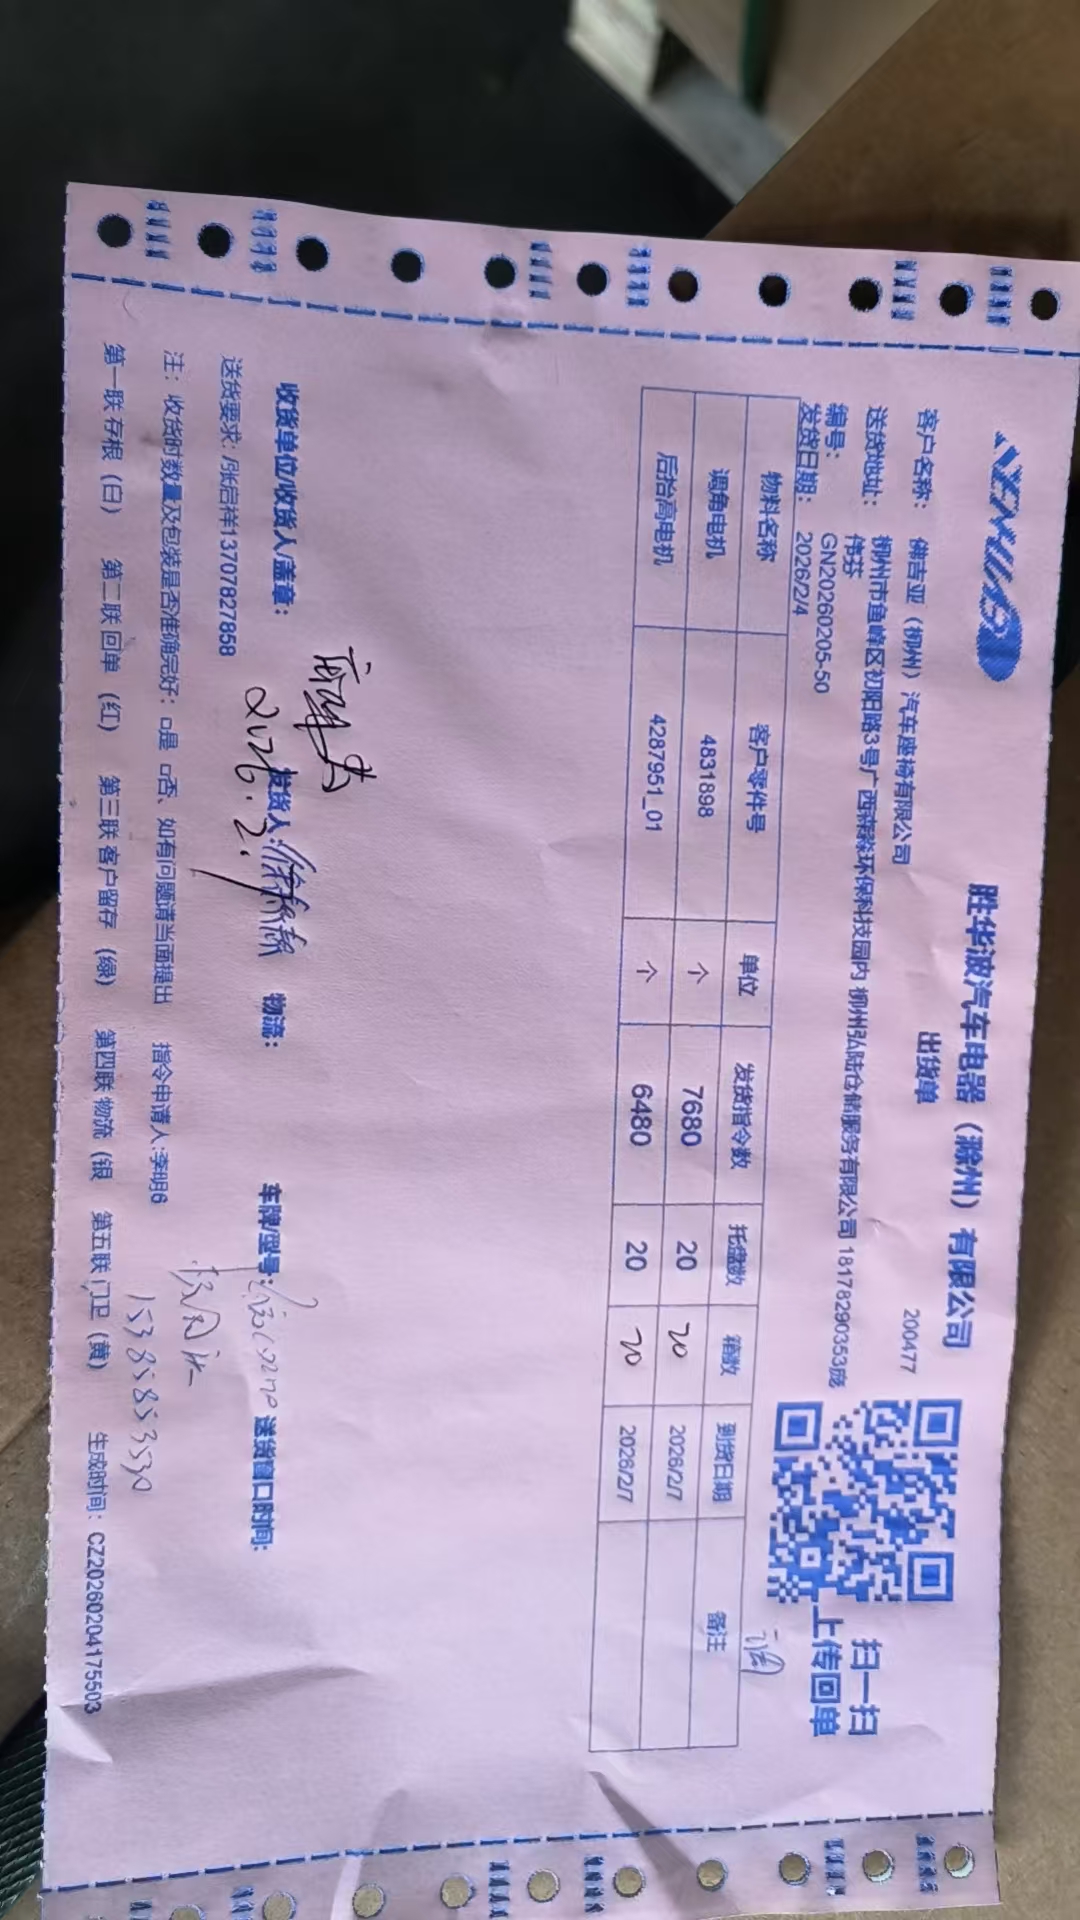 胜华波汽车电器（滁州）有限公司
出货单
200477
扫一扫
上传回单
客户名称： 佛吉亚（柳州）汽车座椅有限公司
送货地址： 柳州市鱼峰区初阳路3号广西森淼环保科技园内 柳州弘陆仓储服务有限公司 18178290353庞
伟芬
编号： GN20260205-50
发货日期： 2026/2/4
物料名称 客户零件号 单位 发货指令数 托盘数 箱数 到货日期 备注
调角电机 4831898 个 7680 20 20 2026/2/7
后抬高电机 4287951_01 个 6480 20 20 2026/2/7
收货单位/收货人/盖章： 发货人： 物流： 车牌/型号： 送货窗口时间：
2026.2.
送货要求：/张启祥13707827858
注：收货时数量及包装是否准确完好：□是 □否、如有问题请当面提出 指令申请人:李明6
15385853530
第一联 存根（白） 第二联 回单（红） 第三联 客户留存（绿） 第四联 物流（银 第五联 门卫（黄） 生成时间：CZ20260204175503